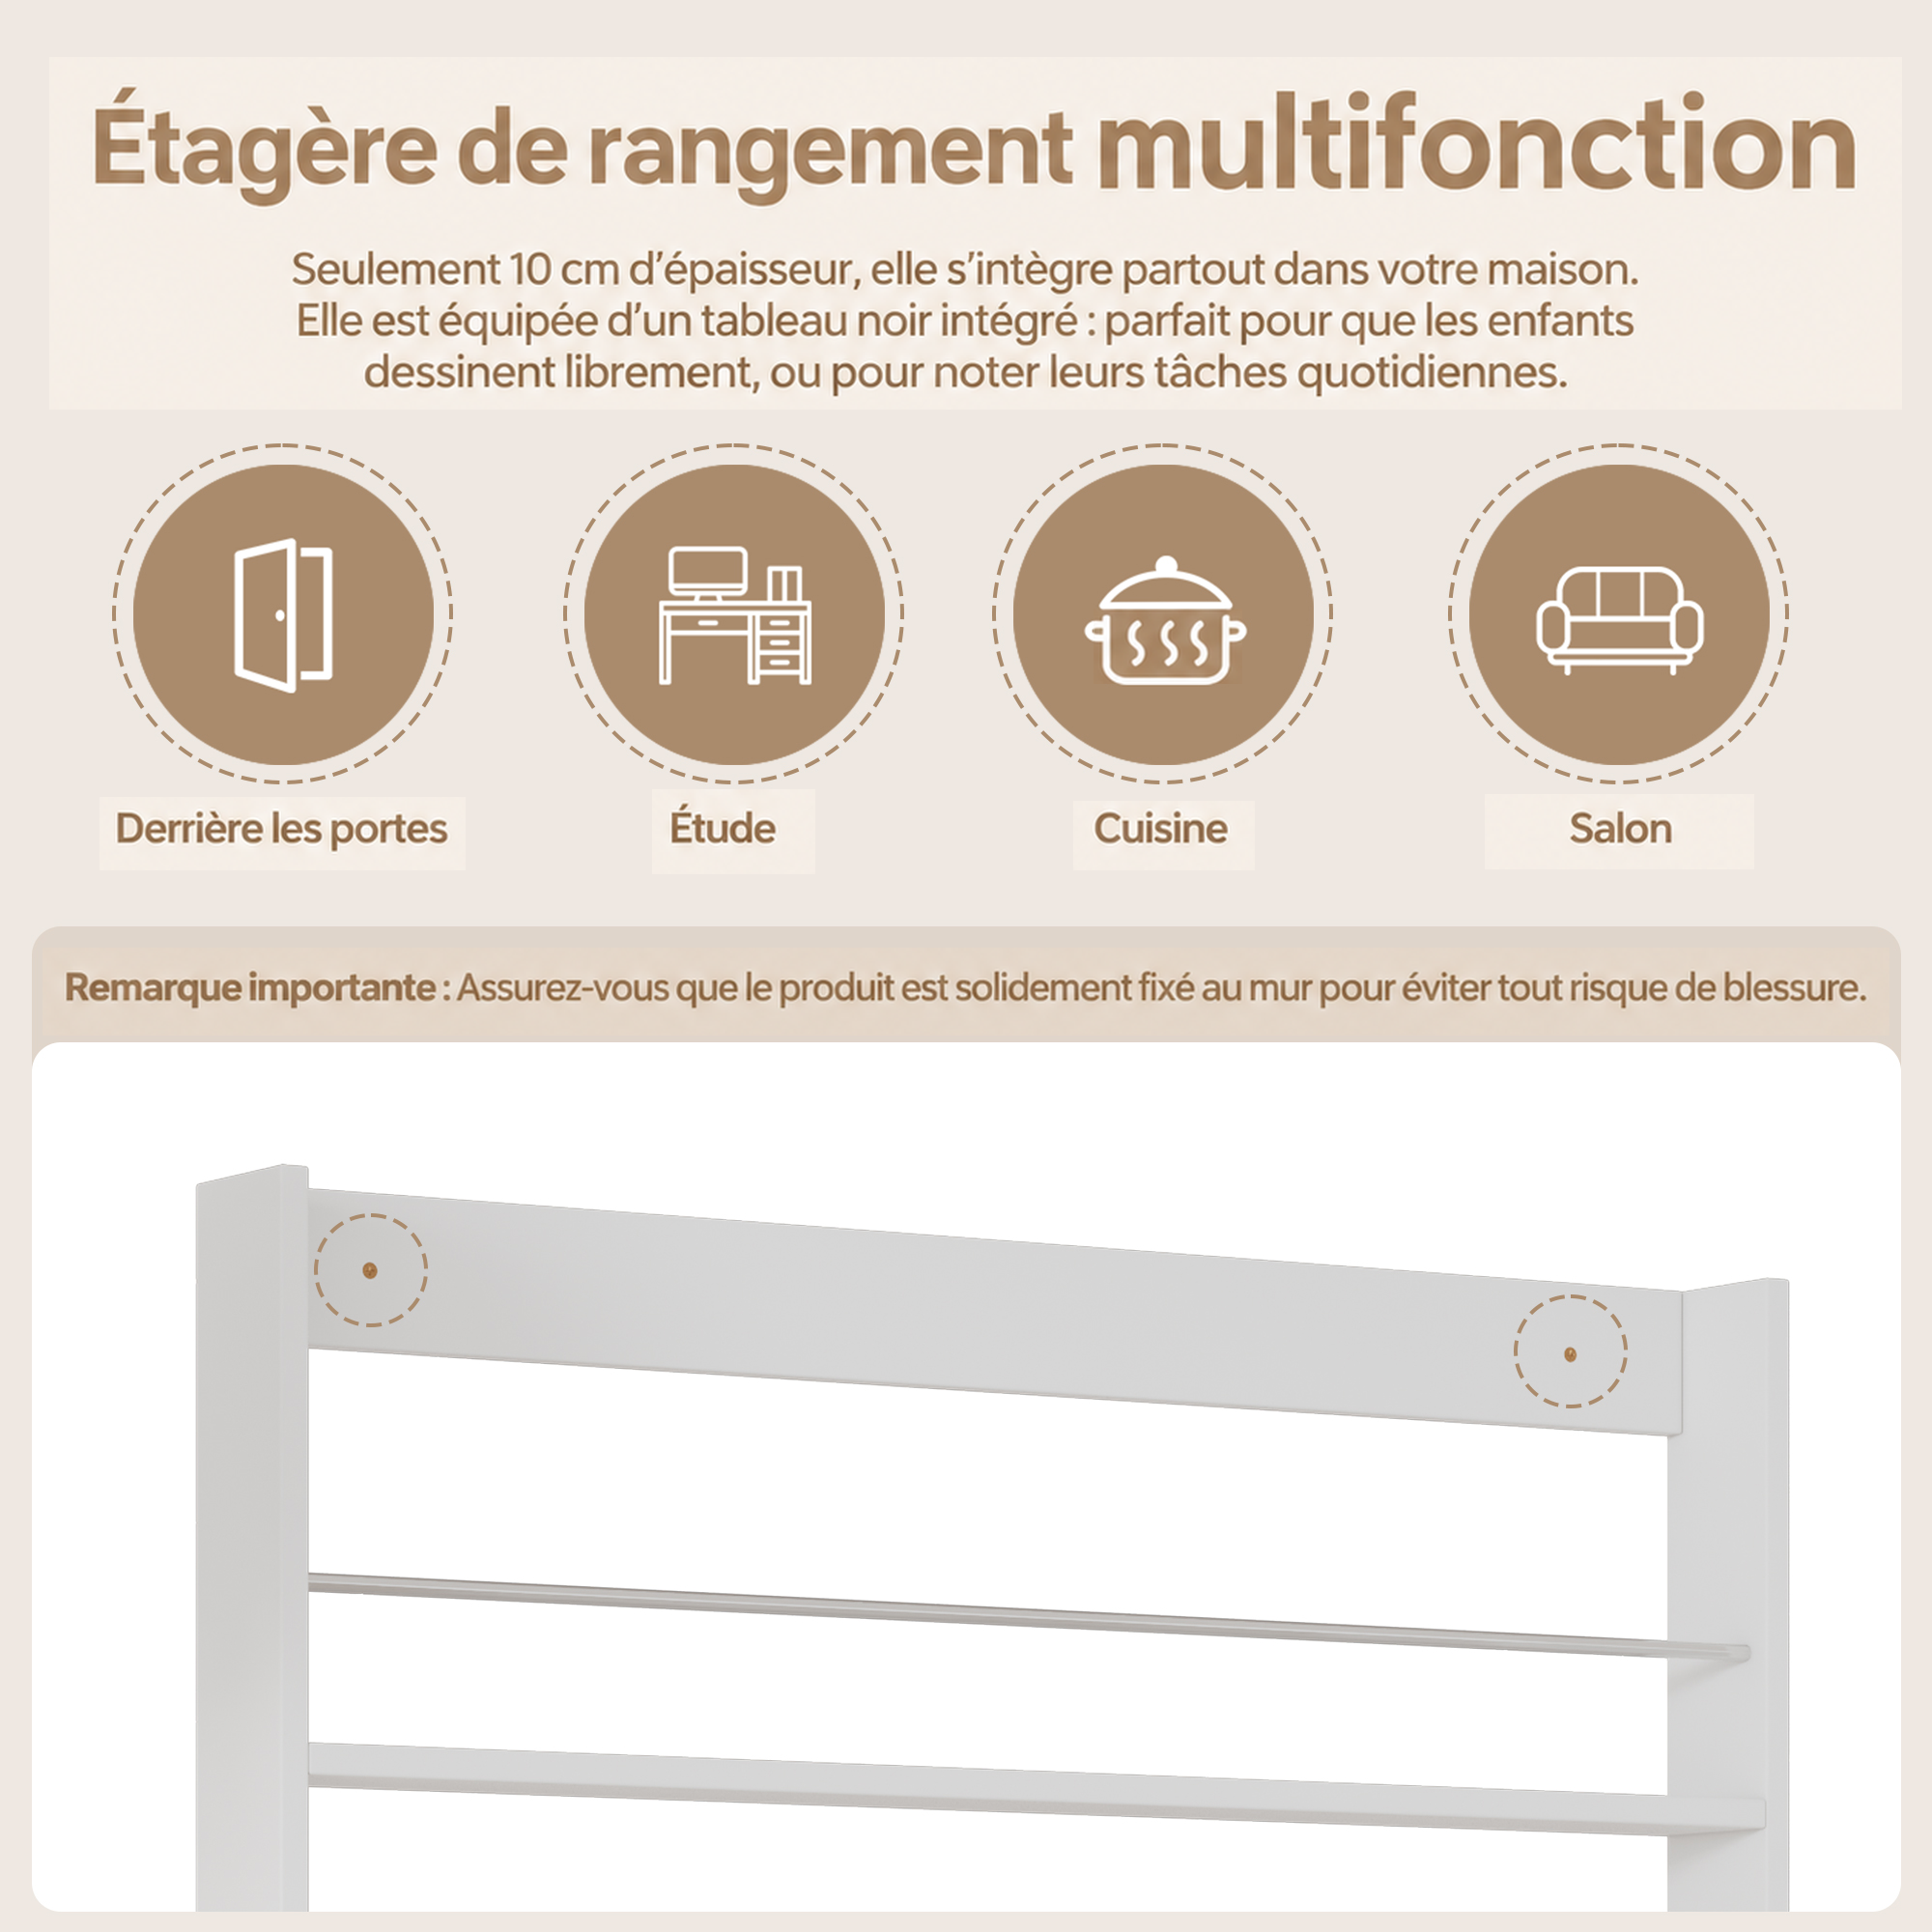 Étagère de rangement multifonction
Seulement 10 cm d’épaisseur, elle s’intègre partout dans votre maison.
Elle est équipée d’un tableau noir intégré : parfait pour que les enfants
dessinent librement, ou pour noter leurs tâches quotidiennes.
Derrière les portes
Étude
Cuisine
Salon
Remarque importante : Assurez-vous que le produit est solidement fixé au mur pour éviter tout risque de blessure.